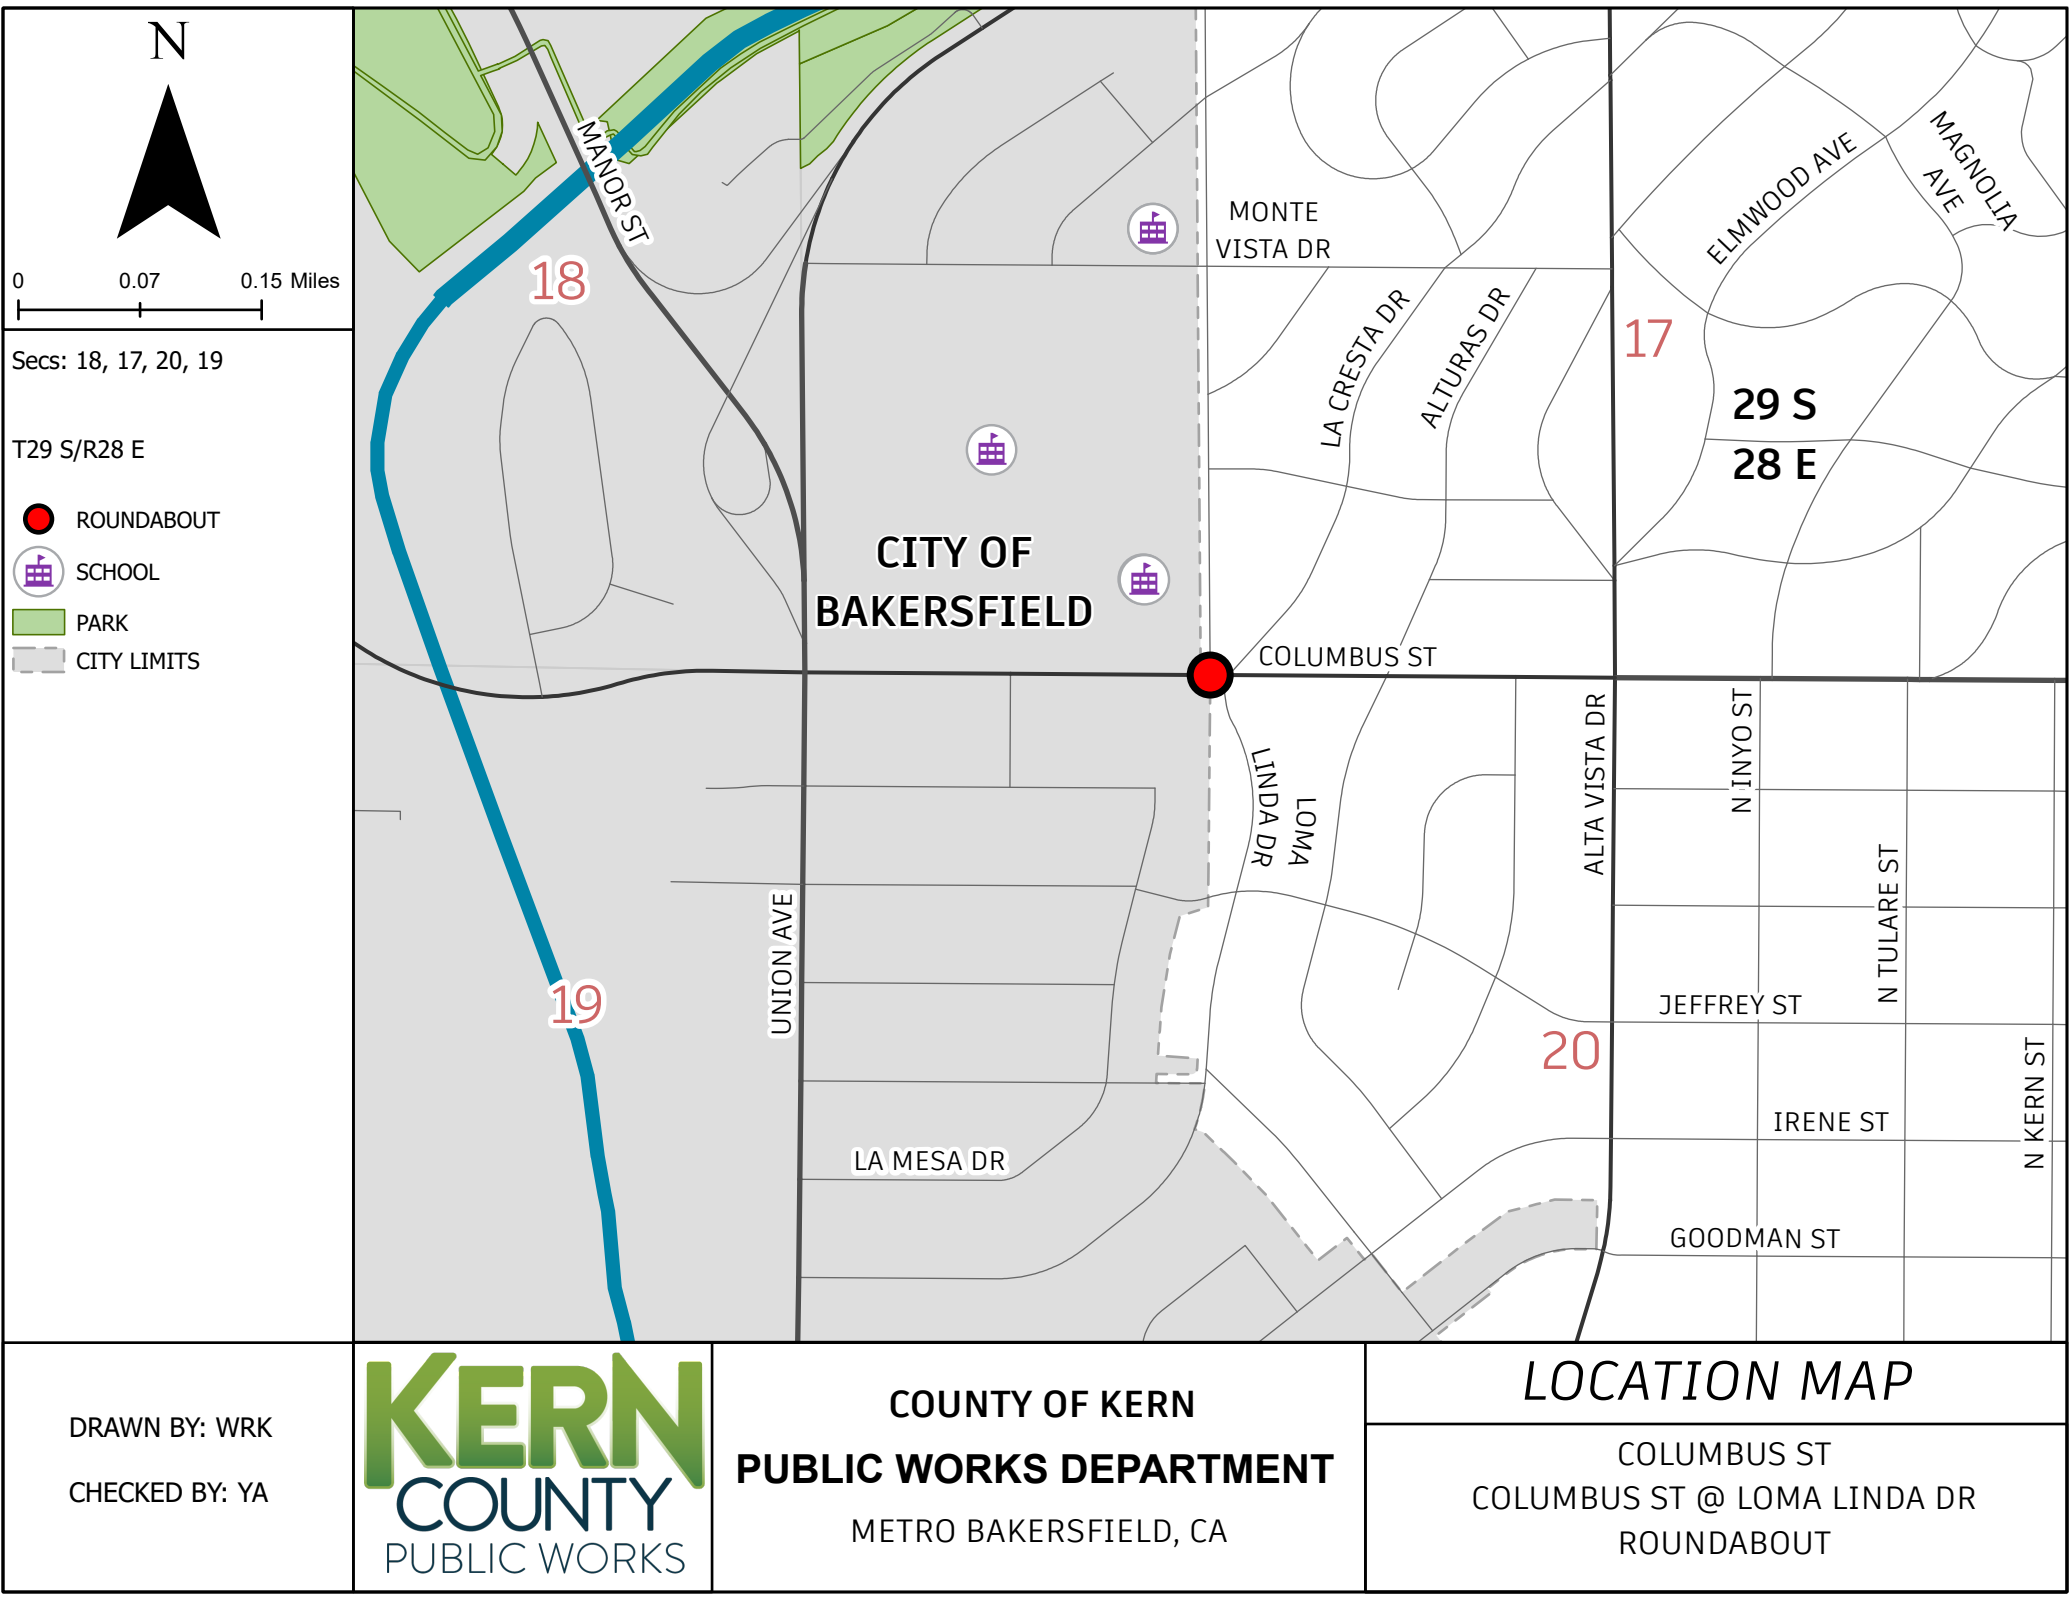 N
0 0.07 0.15 Miles
Secs: 18, 17, 20, 19
T29 S/R28 E
ROUNDABOUT
SCHOOL
PARK
CITY LIMITS
MANOR ST
18
MONTE
VISTA DR
ELMWOOD AVE
MAGNOLIA
AVE
LA CRESTA DR
ALTURAS DR
17
29 S
28 E
CITY OF
BAKERSFIELD
COLUMBUS ST
LOMA
LINDA DR
ALTA VISTA DR
N INYO ST
N TULARE ST
UNION AVE
19
JEFFREY ST
20
N KERN ST
IRENE ST
LA MESA DR
GOODMAN ST
DRAWN BY: WRK
CHECKED BY: YA
KERN
COUNTY
PUBLIC WORKS
COUNTY OF KERN
PUBLIC WORKS DEPARTMENT
METRO BAKERSFIELD, CA
LOCATION MAP
COLUMBUS ST
COLUMBUS ST @ LOMA LINDA DR
ROUNDABOUT